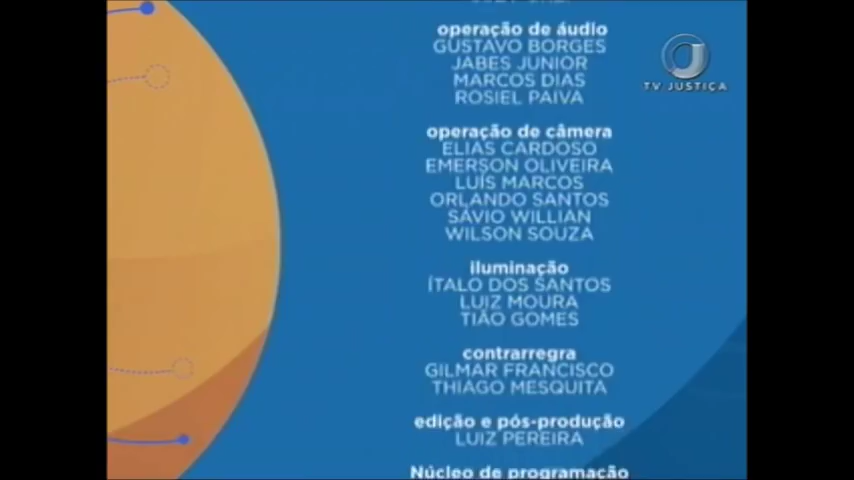 operação de áudio
GUSTAVO BORGES
JABES JUNIOR
MARCOS DIAS
ROSIEL PAIVA
TV JUSTIÇA
operação de câmera
ELIAS CARDOSO
EMERSON OLIVEIRA
LUÍS MARCOS
ORLANDO SANTOS
SÁVIO WILLIAN
WILSON SOUZA
iluminação
ÍTALO DOS SANTOS
LUIZ MOURA
TIÃO GOMES
contrarregra
GILMAR FRANCISCO
THIAGO MESQUITA
edição e pós-produção
LUIZ PEREIRA
Núcleo de programação